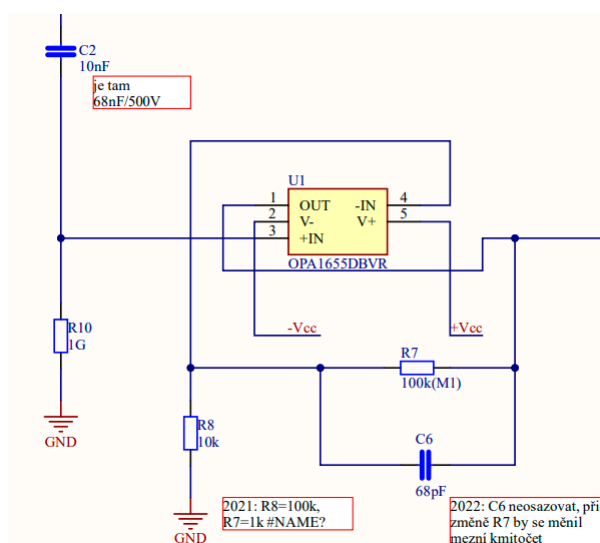 C2
10nF
je tam
68nF/500V
U1
1
OUT
-IN
4
2
V-
V+
5
3
+IN
OPA1655DBVR
-Vcc
+Vcc
R10
1G
R7
100k(M1)
GND
R8
10k
C6
68pF
GND
2021: R8=100k,
R7=1k #NAME?
2022: C6 neosazovat, při
změně R7 by se měnil
mezní kmitočet